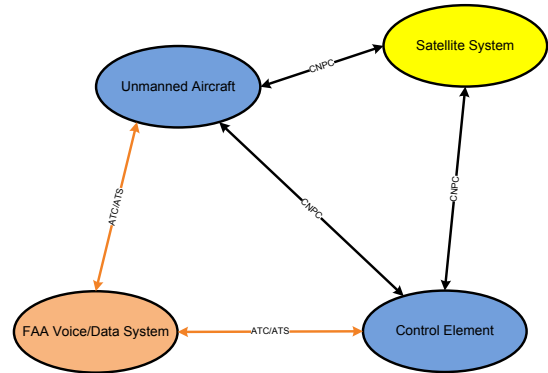 Satellite System
CNPC
Unmanned Aircraft
ATC/ATS
CNPC
CNPC
FAA Voice/Data System
ATC/ATS
Control Element